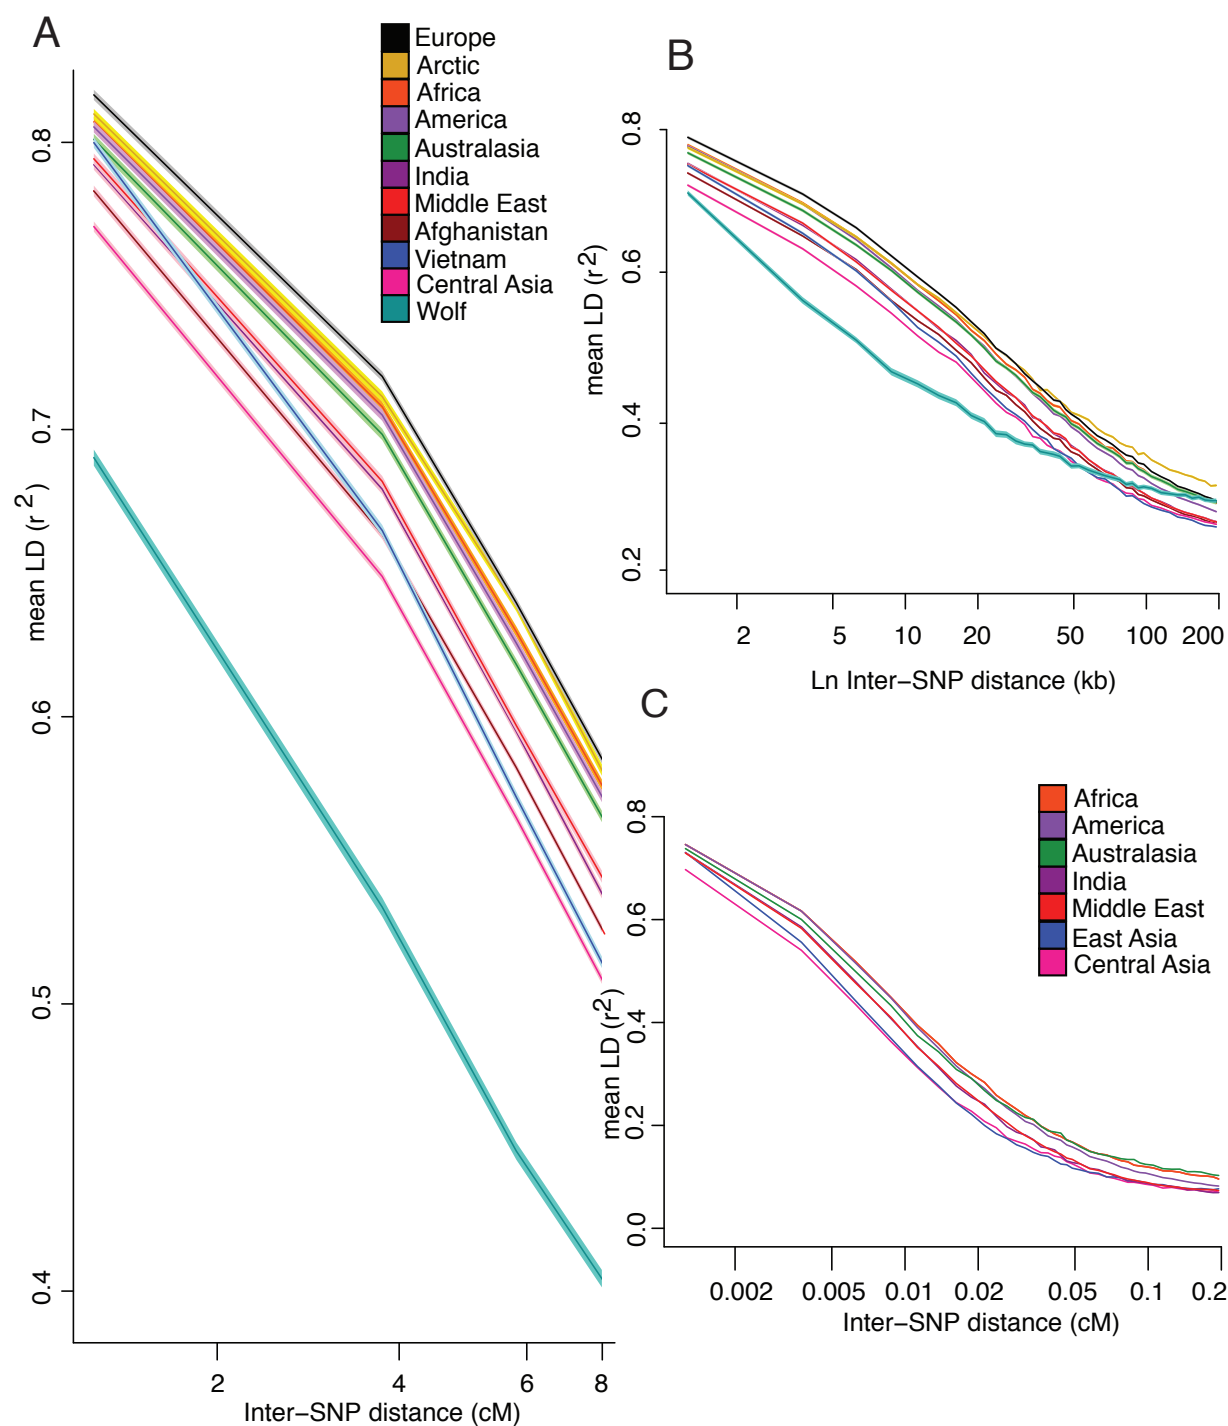 A
Europe
Arctic
Africa
America
Australasia
India
Middle East
Afghanistan
Vietnam
Central Asia
Wolf
0.8
0.7
0.6
0.5
0.4
mean LD (r 2)
2
4
6
8
Inter−SNP distance (cM)
B
0.8
0.6
0.4
0.2
mean LD (r2)
2
5
10
20
50
100
200
Ln Inter−SNP distance (kb)
C
Africa
America
Australasia
India
Middle East
East Asia
Central Asia
0.8
0.6
0.4
0.2
0.0
mean LD (r2)
0.002
0.005
0.01
0.02
0.05
0.1
0.2
Inter−SNP distance (cM)